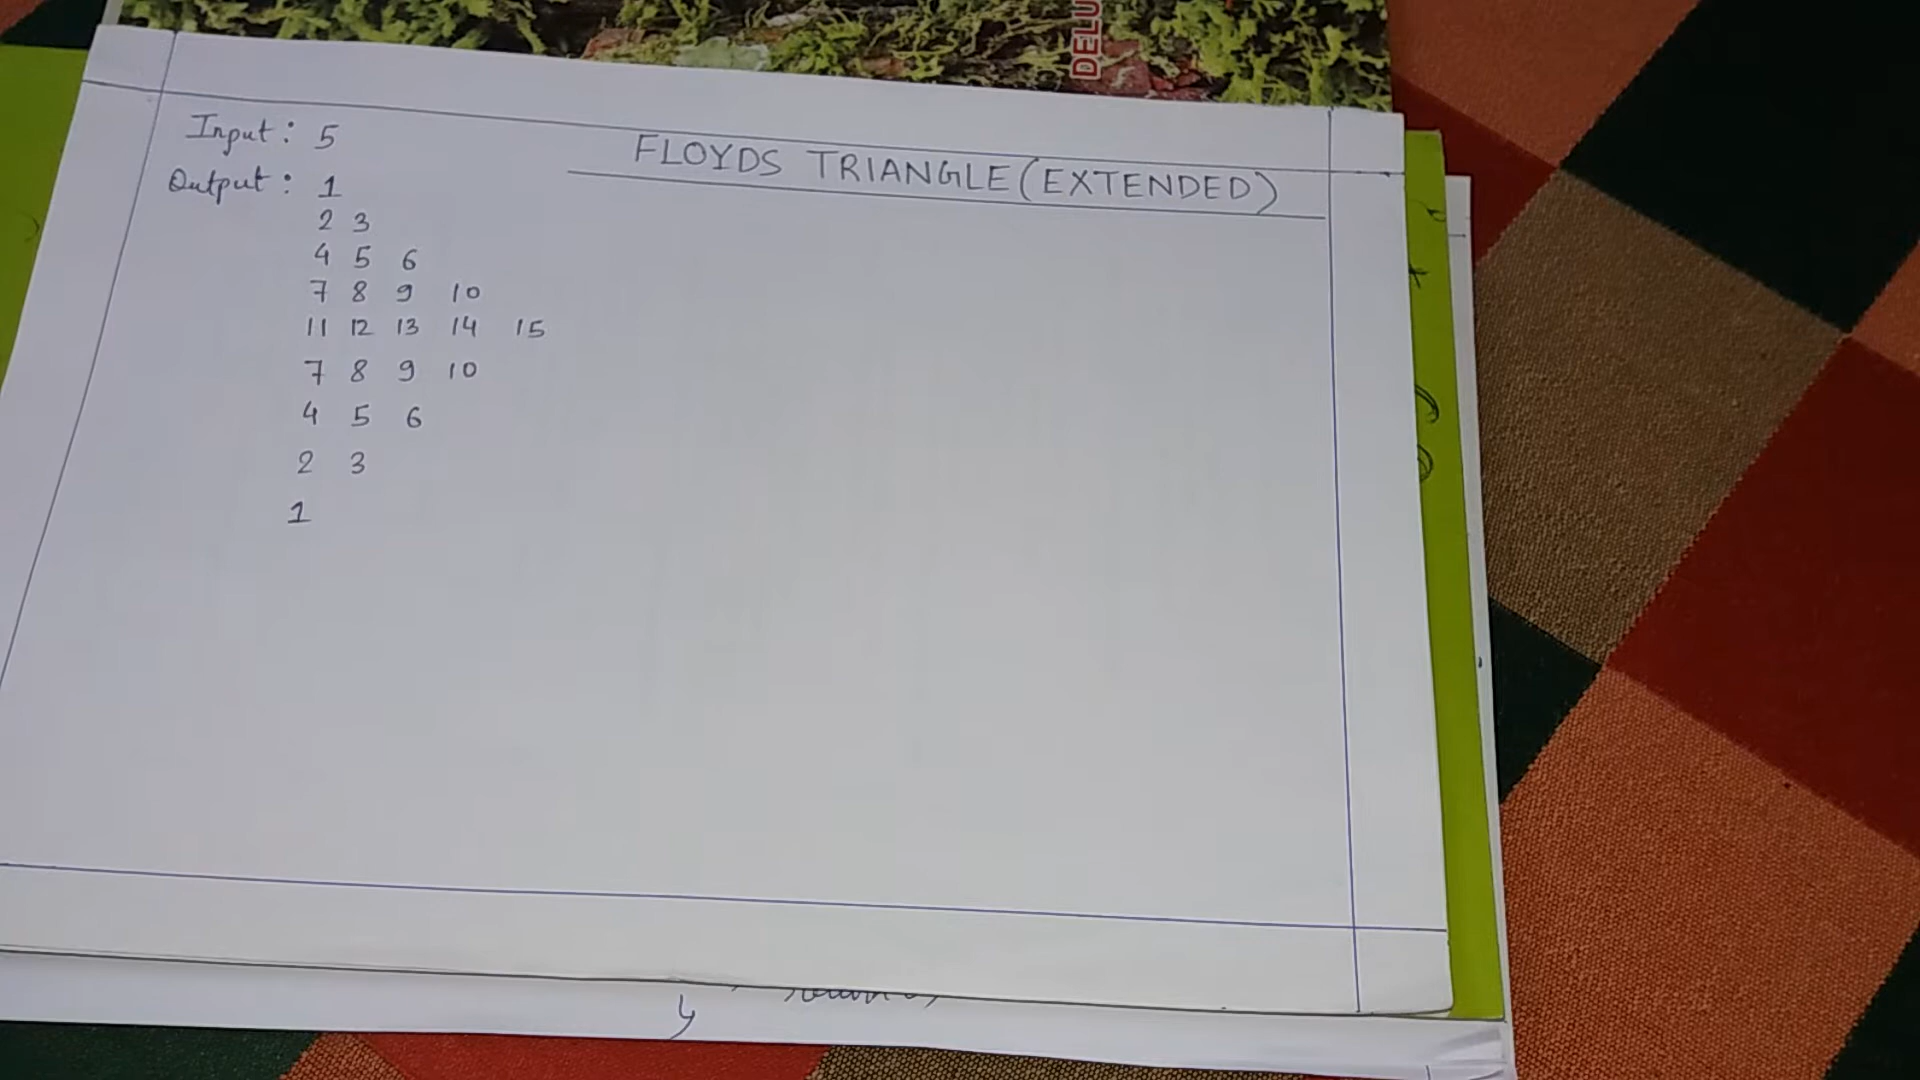 DELU
Input: 5
FLOYDS TRIANGLE (EXTENDED)
Output: 1
2 3
4 5 6
7 8 9 10
11 12 13 14 15
7 8 9 10
4 5 6
2 3
1